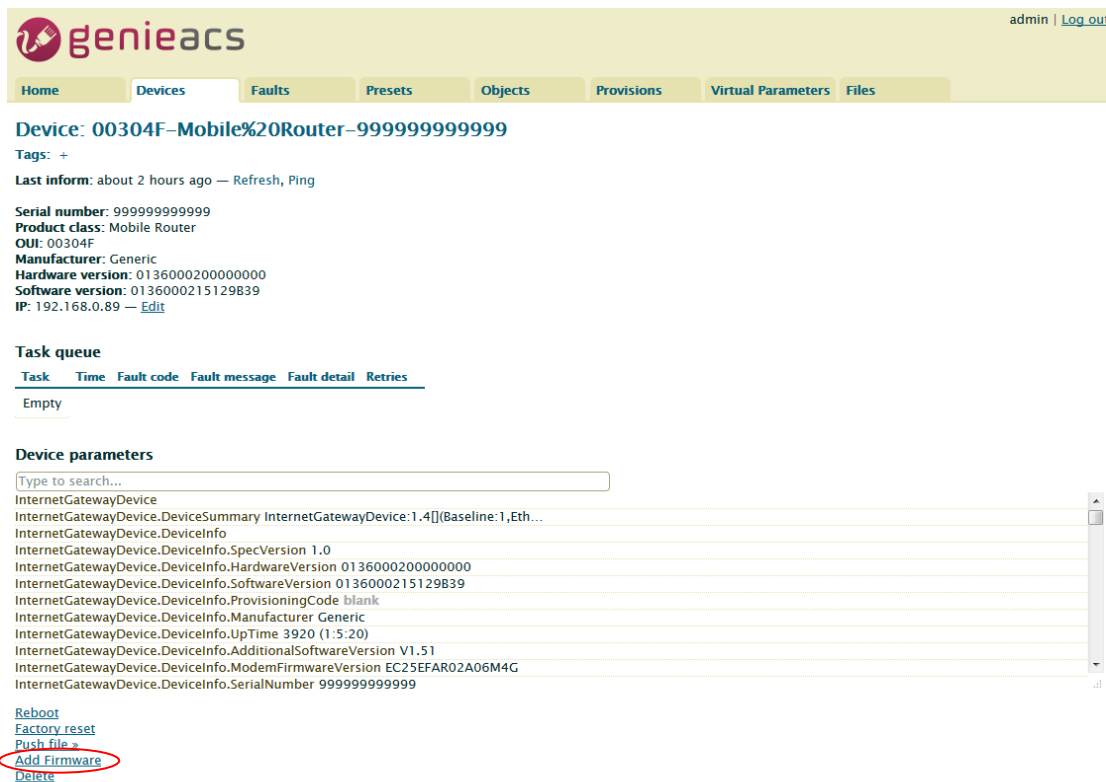 genieacs
admin | Log out
Home Devices Faults Presets Objects Provisions Virtual Parameters Files
Device: 00304F-Mobile%20Router-999999999999
Tags: +
Last inform: about 2 hours ago — Refresh, Ping
Serial number: 999999999999
Product class: Mobile Router
OUI: 00304F
Manufacturer: Generic
Hardware version: 0136000200000000
Software version: 0136000215129B39
IP: 192.168.0.89 — Edit
Task queue
Task Time Fault code Fault message Fault detail Retries
Empty
Device parameters
Type to search...
InternetGatewayDevice
InternetGatewayDevice.DeviceSummary InternetGatewayDevice:1.4[](Baseline:1,Eth...
InternetGatewayDevice.DeviceInfo
InternetGatewayDevice.DeviceInfo.SpecVersion 1.0
InternetGatewayDevice.DeviceInfo.HardwareVersion 0136000200000000
InternetGatewayDevice.DeviceInfo.SoftwareVersion 0136000215129B39
InternetGatewayDevice.DeviceInfo.ProvisioningCode blank
InternetGatewayDevice.DeviceInfo.Manufacturer Generic
InternetGatewayDevice.DeviceInfo.UpTime 3920 (1:5:20)
InternetGatewayDevice.DeviceInfo.AdditionalSoftwareVersion V1.51
InternetGatewayDevice.DeviceInfo.ModemFirmwareVersion EC25EFAR02A06M4G
InternetGatewayDevice.DeviceInfo.SerialNumber 999999999999
Reboot
Factory reset
Push file »
Add Firmware
Delete